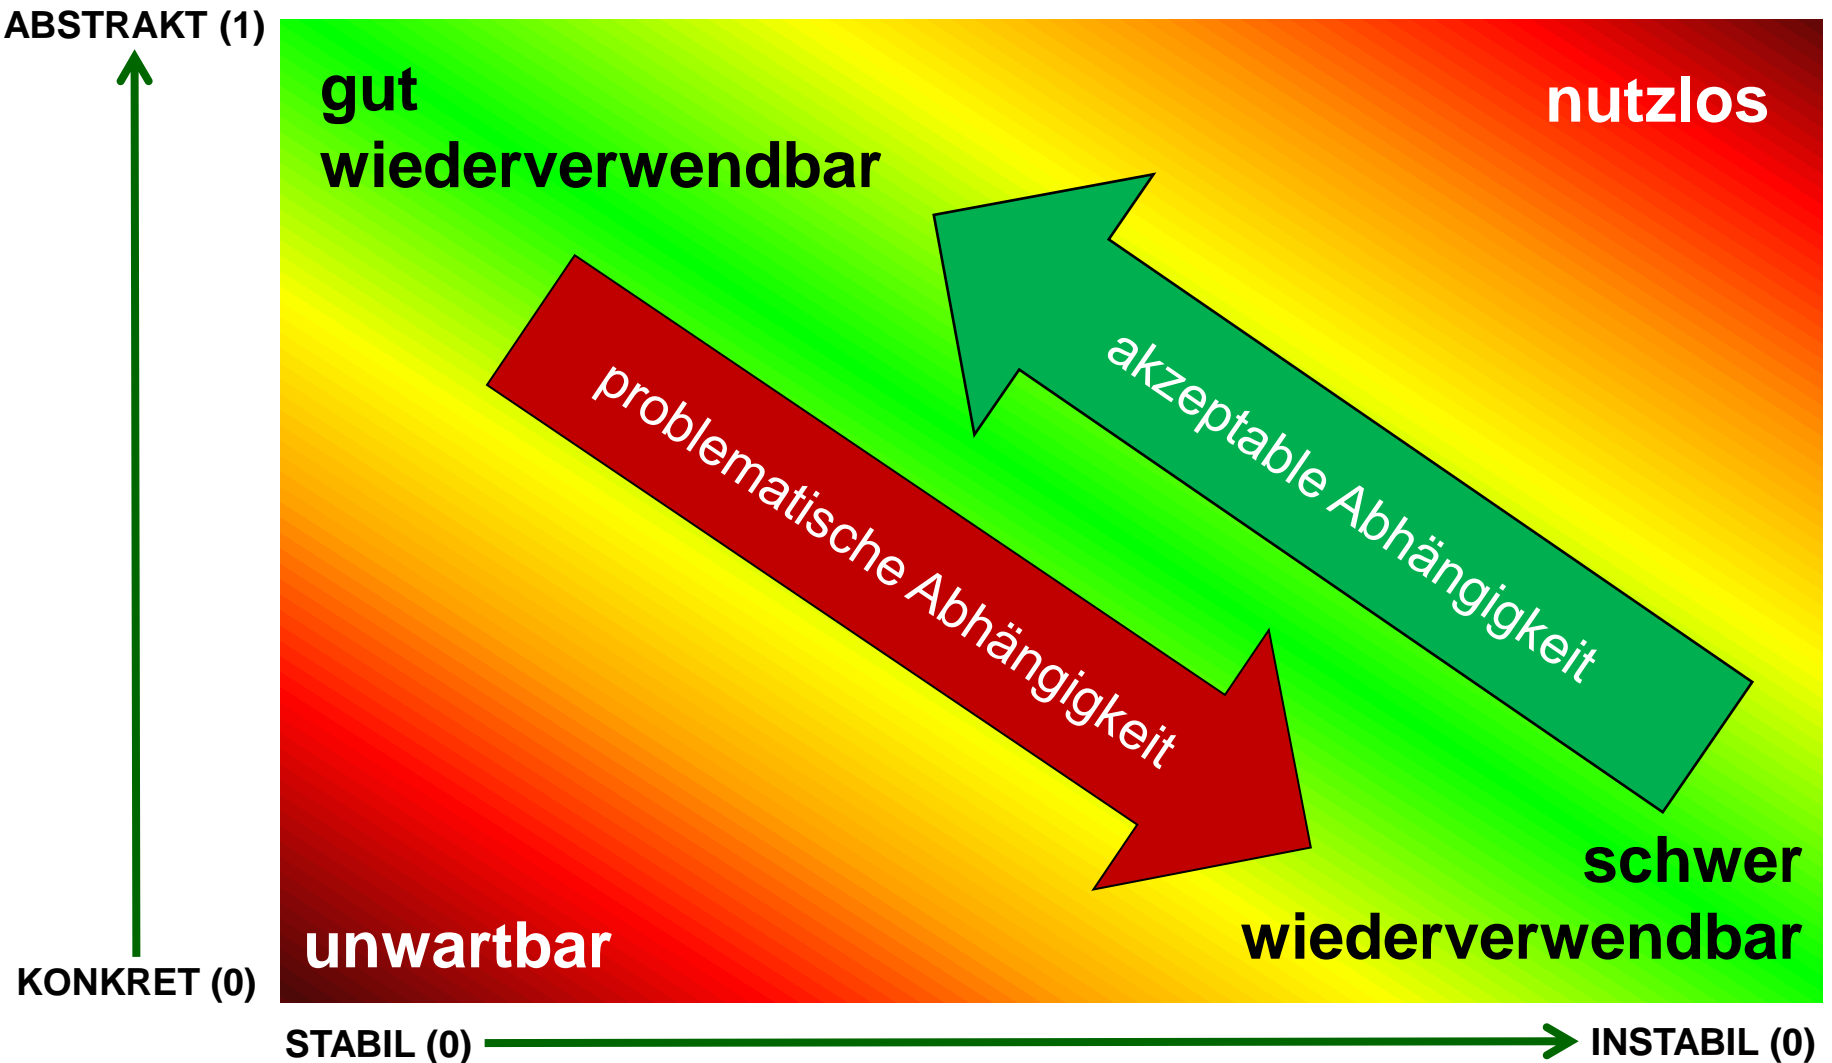 ABSTRAKT (1)
gut
wiederverwendbar
nutzlos
akzeptable Abhängigkeit
problematische Abhängigkeit
schwer
wiederverwendbar
unwartbar
KONKRET (0)
STABIL (0)
INSTABIL (0)